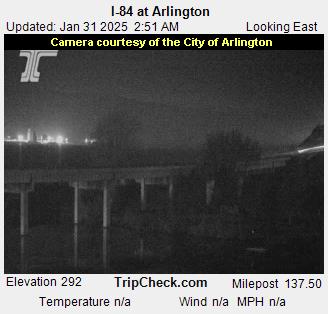 I-84 at Arlington
Updated: Jan 31 2025 2:51 AM Looking East
Camera courtesy of the City of Arlington
Elevation 292 TripCheck.com Milepost 137.50
Temperature n/a Wind n/a MPH n/a